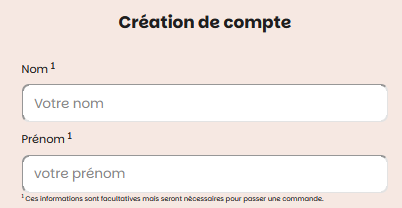 Création de compte
Nom ¹
Votre nom
Prénom ¹
votre prénom
¹ Ces informations sont facultatives mais seront nécessaires pour passer une commande.